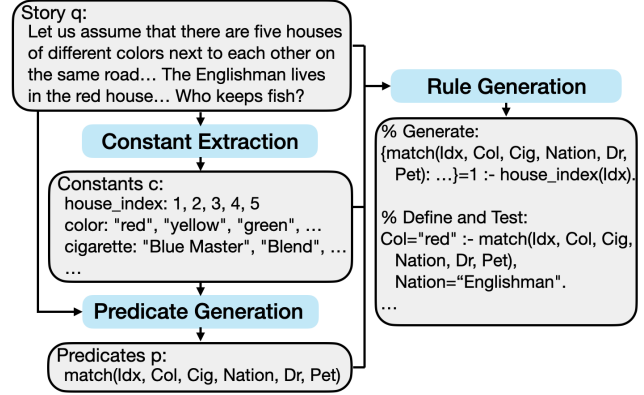 Story q:
Let us assume that there are five houses
of different colors next to each other on
the same road… The Englishman lives
in the red house… Who keeps fish?
Constant Extraction
Constants c:
house_index: 1, 2, 3, 4, 5
color: "red", "yellow", "green", …
cigarette: "Blue Master", "Blend", …
…
Predicate Generation
Predicates p:
match(Idx, Col, Cig, Nation, Dr, Pet)
Rule Generation
% Generate:
{match(Idx, Col, Cig, Nation, Dr,
Pet): …}=1 :- house_index(Idx).
% Define and Test:
Col="red" :- match(Idx, Col, Cig,
Nation, Dr, Pet),
Nation=“Englishman".
…